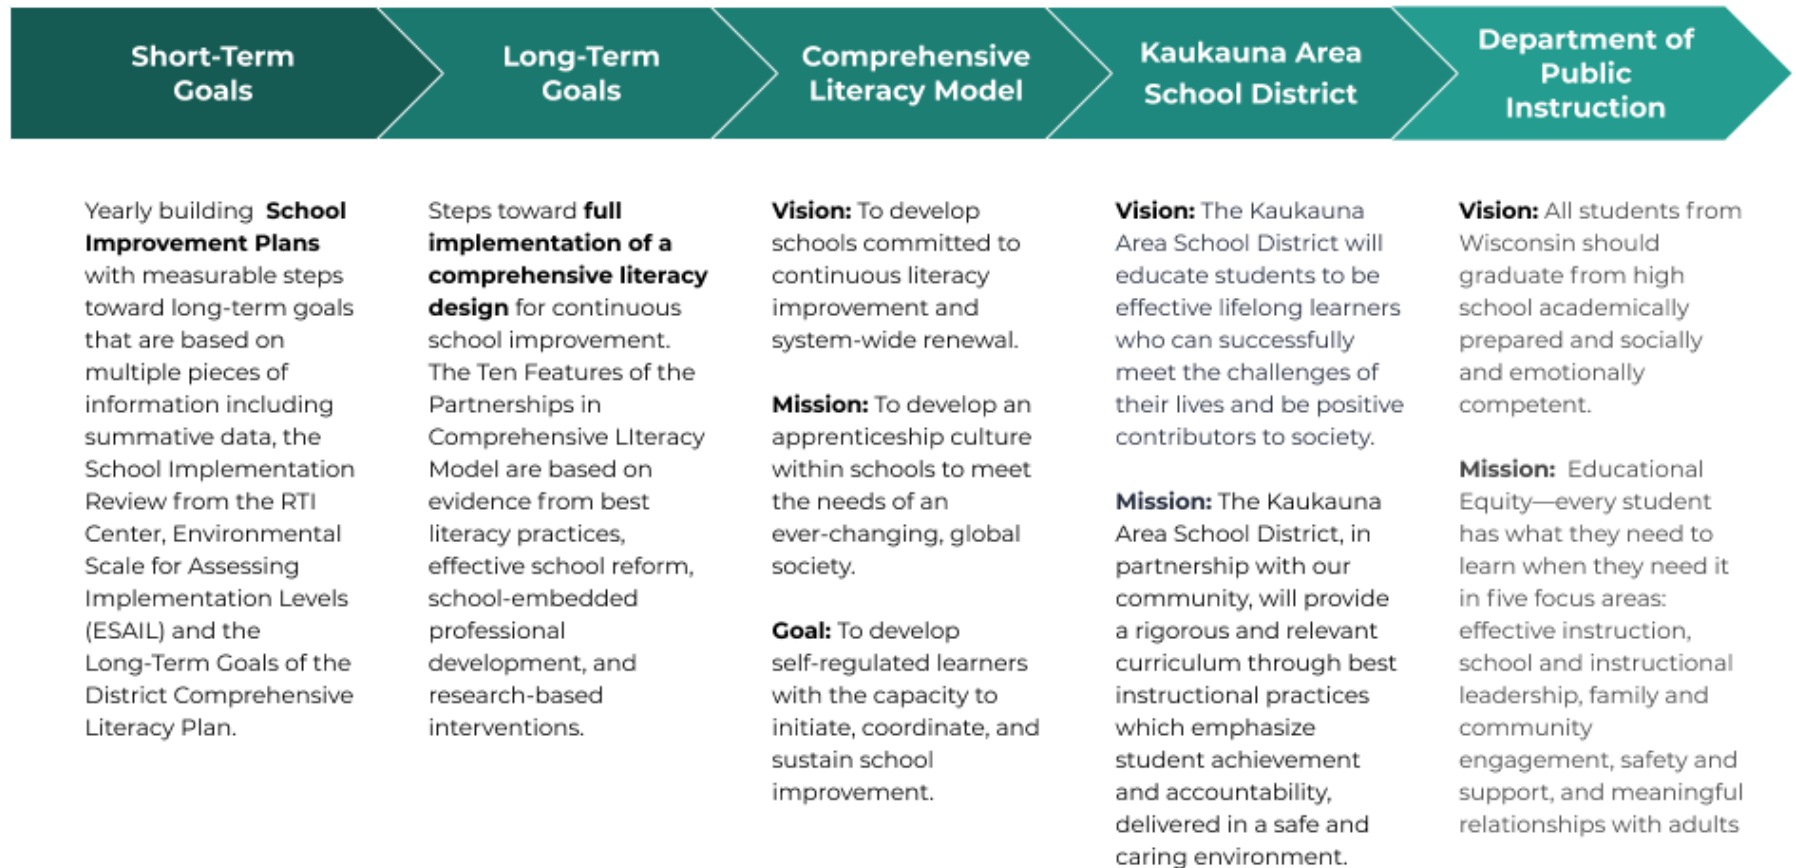 Short-Term
Goals
Long-Term
Goals
Comprehensive
Literacy Model
Kaukauna Area
School District
Department of
Public
Instruction
Yearly building School
Improvement Plans
with measurable steps
toward long-term goals
that are based on
multiple pieces of
information including
summative data, the
School Implementation
Review from the RTI
Center, Environmental
Scale for Assessing
Implementation Levels
(ESAIL) and the
Long-Term Goals of the
District Comprehensive
Literacy Plan.
Steps toward full
implementation of a
comprehensive literacy
design for continuous
school improvement.
The Ten Features of the
Partnerships in
Comprehensive LIteracy
Model are based on
evidence from best
literacy practices,
effective school reform,
school-embedded
professional
development, and
research-based
interventions.
Vision: To develop
schools committed to
continuous literacy
improvement and
system-wide renewal.
Mission: To develop an
apprenticeship culture
within schools to meet
the needs of an
ever-changing, global
society.
Goal: To develop
self-regulated learners
with the capacity to
initiate, coordinate, and
sustain school
improvement.
Vision: The Kaukauna
Area School District will
educate students to be
effective lifelong learners
who can successfully
meet the challenges of
their lives and be positive
contributors to society.
Mission: The Kaukauna
Area School District, in
partnership with our
community, will provide
a rigorous and relevant
curriculum through best
instructional practices
which emphasize
student achievement
and accountability,
delivered in a safe and
caring environment.
Vision: All students from
Wisconsin should
graduate from high
school academically
prepared and socially
and emotionally
competent.
Mission: Educational
Equity—every student
has what they need to
learn when they need it
in five focus areas:
effective instruction,
school and instructional
leadership, family and
community
engagement, safety and
support, and meaningful
relationships with adults